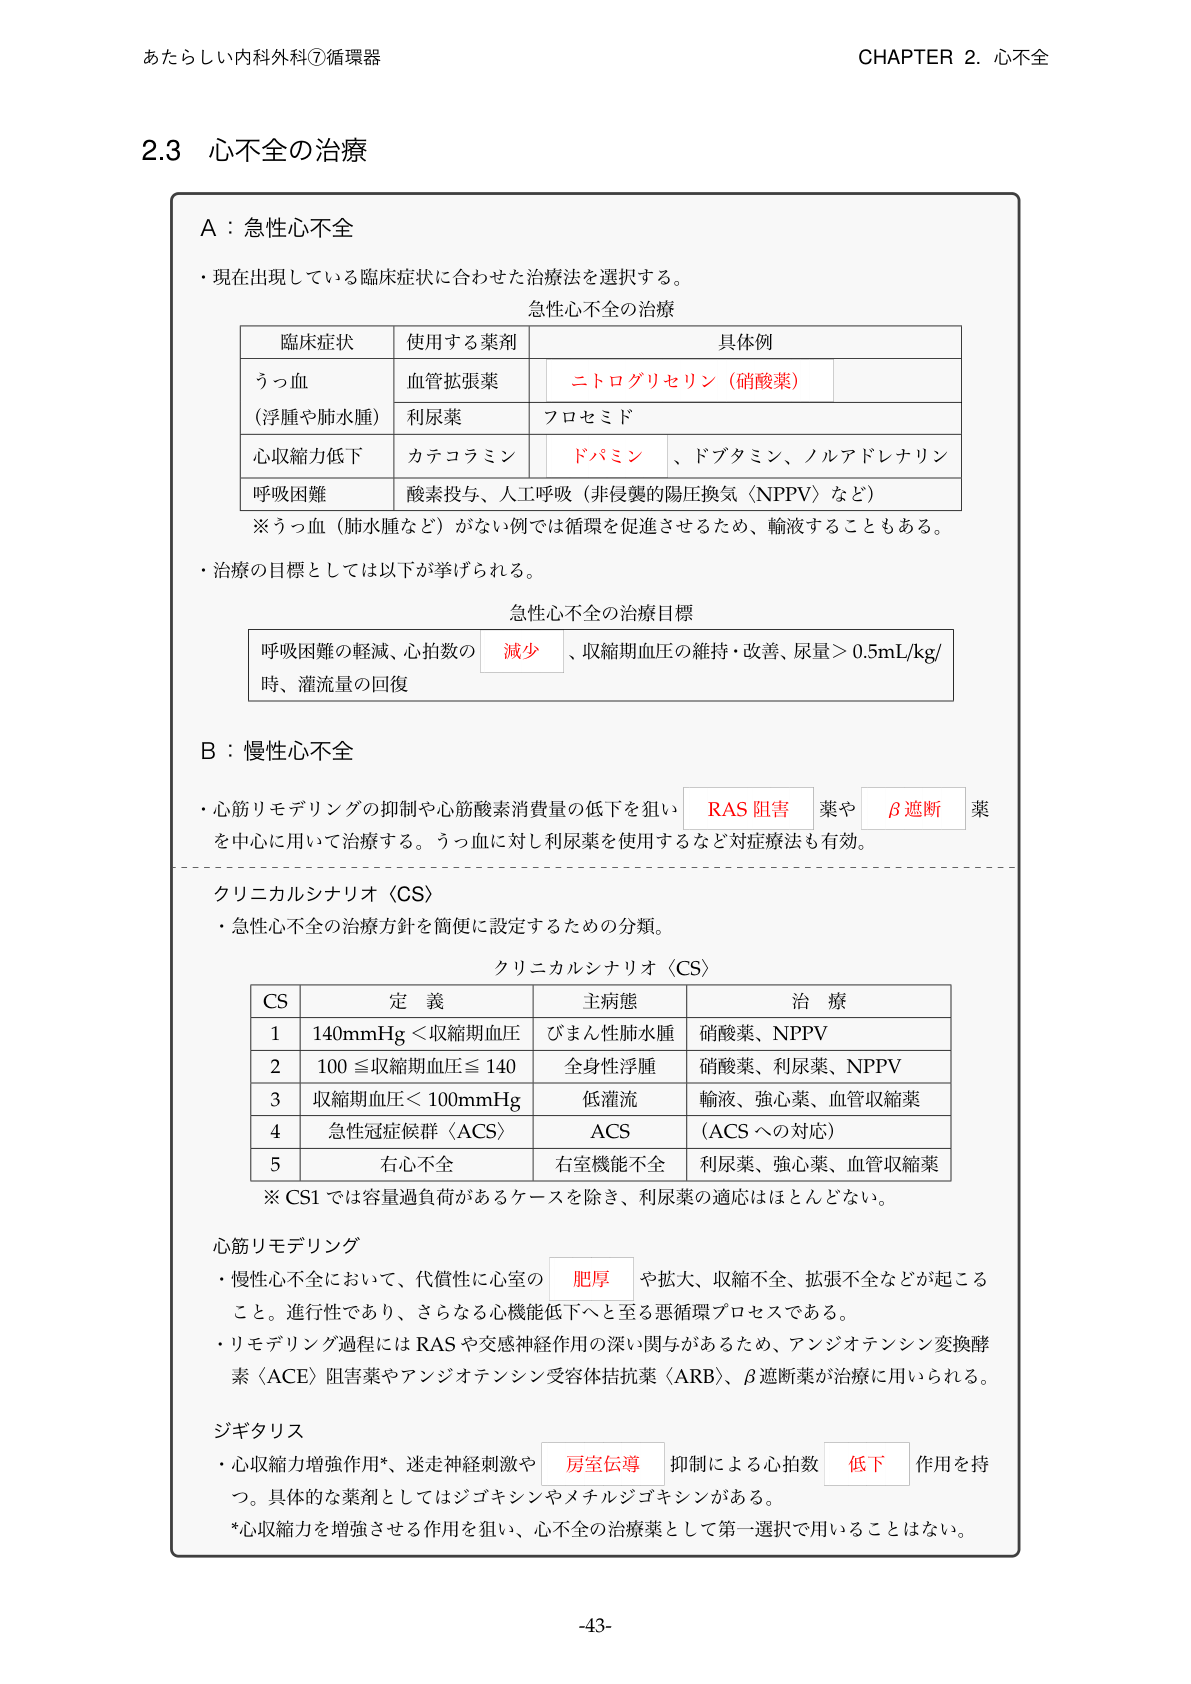 あたらしい内科外科⑦循環器
CHAPTER 2. 心不全
2.3 心不全の治療
A：急性心不全
・現在出現している臨床症状に合わせた治療法を選択する。
急性心不全の治療
臨床症状 使用する薬剤 具体例
うっ血 血管拡張薬 ニトログリセリン（硝酸薬）
（浮腫や肺水腫） 利尿薬 フロセミド
心収縮力低下 カテコラミン ドパミン 、ドブタミン、ノルアドレナリン
呼吸困難 酸素投与、人工呼吸（非侵襲的陽圧換気〈NPPV〉など）
※うっ血（肺水腫など）がない例では循環を促進させるため、輸液することもある。
・治療の目標としては以下が挙げられる。
急性心不全の治療目標
呼吸困難の軽減、心拍数の 減少 、収縮期血圧の維持・改善、尿量＞0.5mL/kg/
時、灌流量の回復
B：慢性心不全
・心筋リモデリングの抑制や心筋酸素消費量の低下を狙い RAS阻害 薬や β遮断 薬
を中心に用いて治療する。うっ血に対し利尿薬を使用するなど対症療法も有効。
クリニカルシナリオ〈CS〉
・急性心不全の治療方針を簡便に設定するための分類。
クリニカルシナリオ〈CS〉
CS 定　義 主病態 治　療
1 140mmHg＜収縮期血圧 びまん性肺水腫 硝酸薬、NPPV
2 100≦収縮期血圧≦140 全身性浮腫 硝酸薬、利尿薬、NPPV
3 収縮期血圧＜100mmHg 低灌流 輸液、強心薬、血管収縮薬
4 急性冠症候群〈ACS〉 ACS （ACSへの対応）
5 右心不全 右室機能不全 利尿薬、強心薬、血管収縮薬
※CS1では容量過負荷があるケースを除き、利尿薬の適応はほとんどない。
心筋リモデリング
・慢性心不全において、代償性に心室の 肥厚 や拡大、収縮不全、拡張不全などが起こる
こと。進行性であり、さらなる心機能低下へと至る悪循環プロセスである。
・リモデリング過程にはRASや交感神経作用の深い関与があるため、アンジオテンシン変換酵
素〈ACE〉阻害薬やアンジオテンシン受容体拮抗薬〈ARB〉、β遮断薬が治療に用いられる。
ジギタリス
・心収縮力増強作用*、迷走神経刺激や 房室伝導 抑制による心拍数 低下 作用を持
つ。具体的な薬剤としてはジゴキシンやメチルジゴキシンがある。
*心収縮力を増強させる作用を狙い、心不全の治療薬として第一選択で用いることはない。
-43-